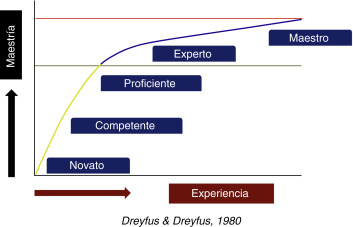 Maestría
Maestro
Experto
Proficiente
Competente
Novato
Experiencia
Dreyfus & Dreyfus, 1980